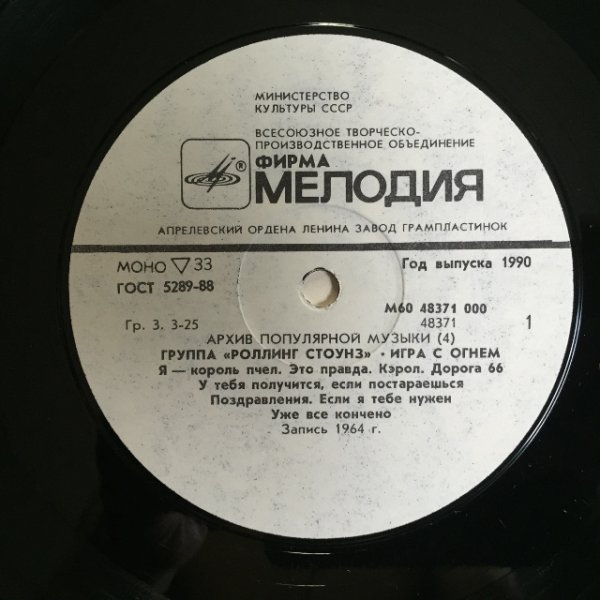 МИНИСТЕРСТВО
КУЛЬТУРЫ СССР
ВСЕСОЮЗНОЕ ТВОРЧЕСКО-
ПРОИЗВОДСТВЕННОЕ ОБЪЕДИНЕНИЕ
® ФИРМА
МЕЛОДИЯ
АПРЕЛЕВСКИЙ ОРДЕНА ЛЕНИНА ЗАВОД ГРАМПЛАСТИНОК
МОНО ▽ 33 Год выпуска 1990
ГОСТ 5289-88
М60 48371 000
Гр. 3. 3-25 48371 1
АРХИВ ПОПУЛЯРНОЙ МУЗЫКИ (4)
ГРУППА «РОЛЛИНГ СТОУНЗ» · ИГРА С ОГНЕМ
Я — король пчел. Это правда. Кэрол. Дорога 66
У тебя получится, если постараешься
Поздравления. Если я тебе нужен
Уже все кончено
Запись 1964 г.